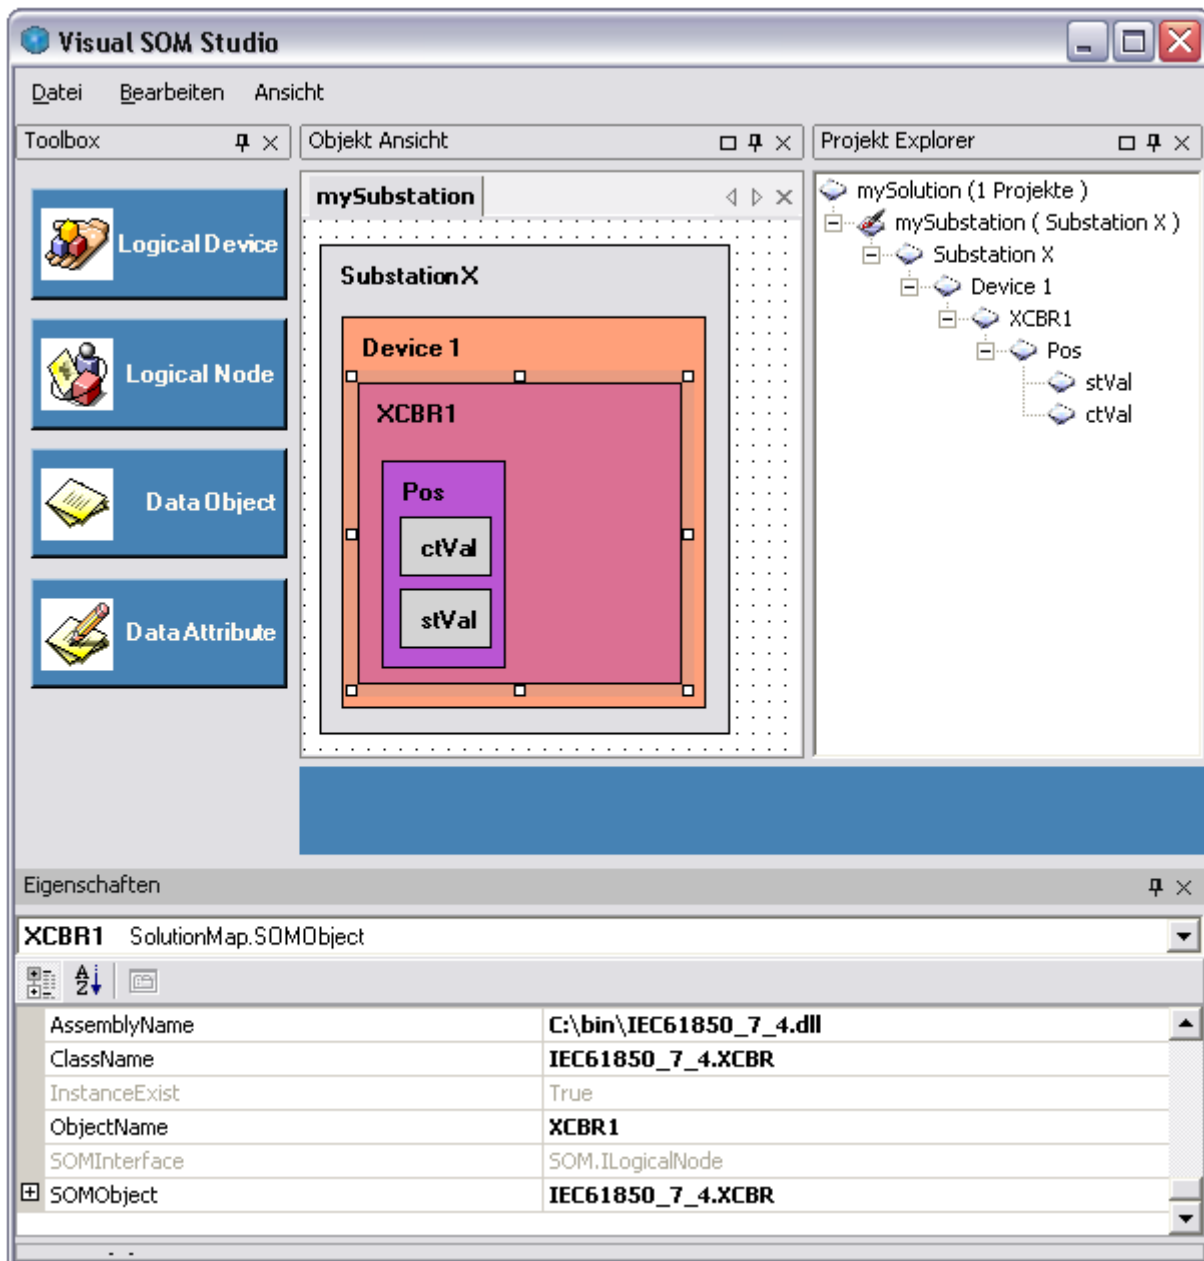 Visual SOM Studio
Datei Bearbeiten Ansicht
Toolbox
Logical Device
Logical Node
Data Object
Data Attribute
Objekt Ansicht
mySubstation
Substation X
Device 1
XCBR1
Pos
ctVal
stVal
Projekt Explorer
mySolution (1 Projekte )
mySubstation ( Substation X )
Substation X
Device 1
XCBR1
Pos
stVal
ctVal
Eigenschaften
XCBR1 SolutionMap.SOMObject
AssemblyName C:\bin\IEC61850_7_4.dll
ClassName IEC61850_7_4.XCBR
InstanceExist True
ObjectName XCBR1
SOMInterface SOM.ILogicalNode
SOMObject IEC61850_7_4.XCBR